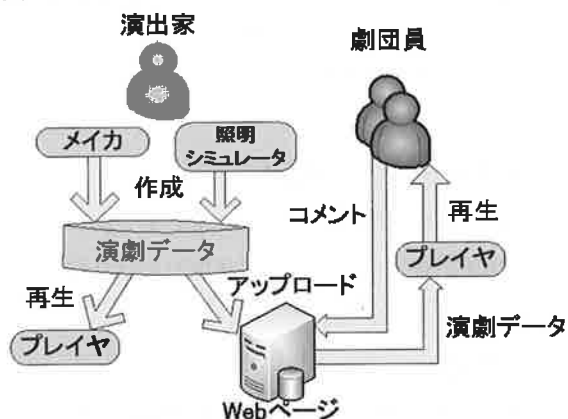 演出家
劇団員
メイカ
照明
シミュレータ
作成
コメント
再生
演劇データ
プレイヤ
再生
アップロード
プレイヤ
演劇データ
Webページ